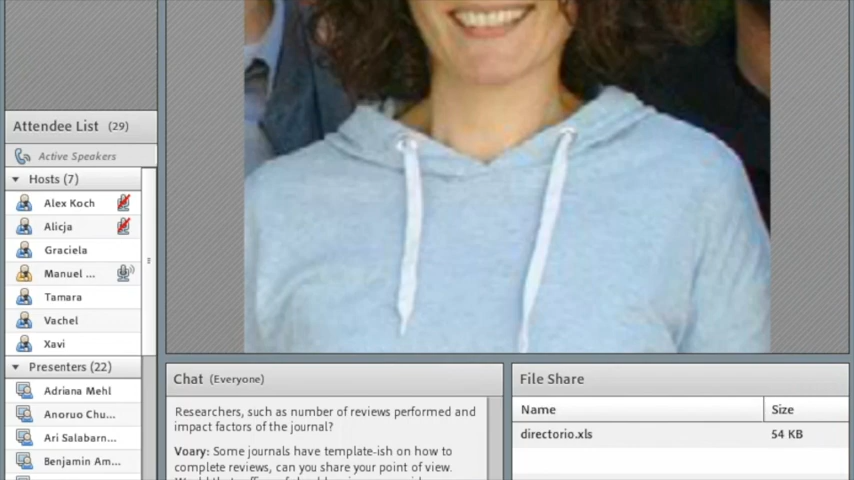 Attendee List (29)
Active Speakers
Hosts (7)
Alex Koch
Alicja
Graciela
Manuel ...
Tamara
Vachel
Xavi
Presenters (22)
Adriana Mehl
Anoruo Chu...
Ari Salabarn...
Benjamin Am...
Chat (Everyone)
Researchers, such as number of reviews performed and
impact factors of the journal?
Voary: Some journals have template-ish on how to
complete reviews, can you share your point of view.
File Share
Name Size
directorio.xls 54 KB